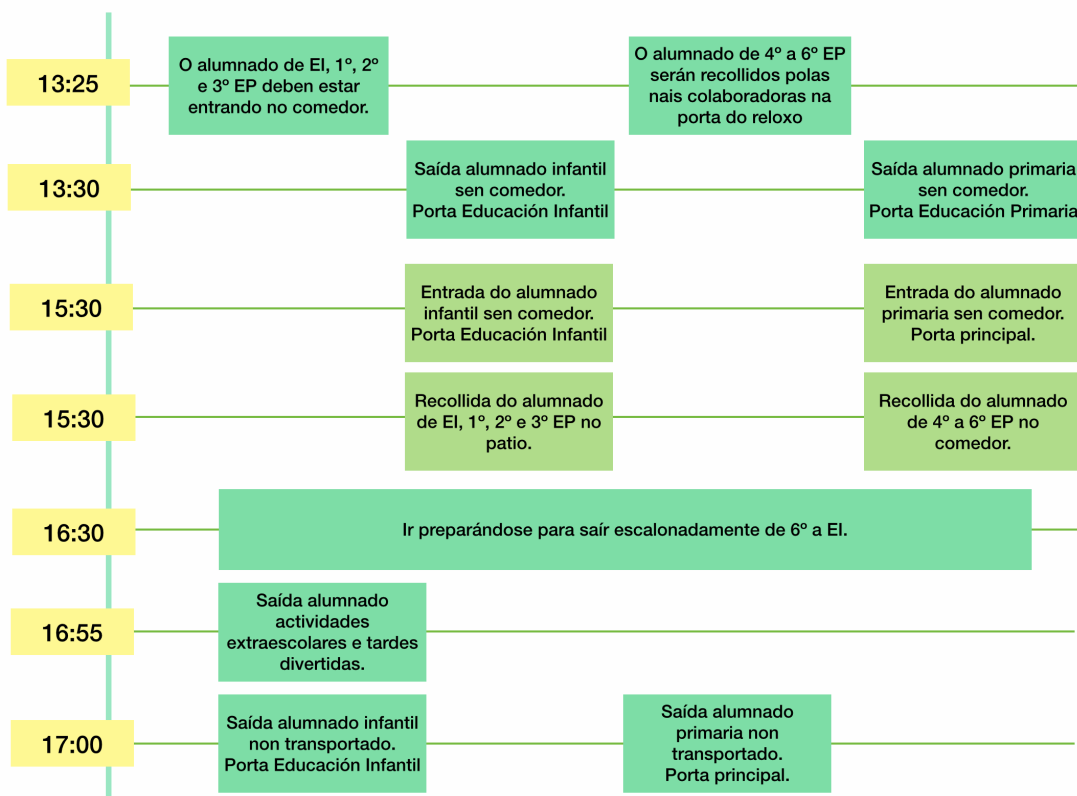 13:25
O alumnado de EI, 1º, 2º
e 3º EP deben estar
entrando no comedor.
O alumnado de 4º a 6º EP
serán recollidos polas
nais colaboradoras na
porta do reloxo
13:30
Saída alumnado infantil
sen comedor.
Porta Educación Infantil
Saída alumnado primaria
sen comedor.
Porta Educación Primaria
15:30
Entrada do alumnado
infantil sen comedor.
Porta Educación Infantil
Entrada do alumnado
primaria sen comedor.
Porta principal.
15:30
Recollida do alumnado
de EI, 1º, 2º e 3º EP no
patio.
Recollida do alumnado
de 4º a 6º EP no
comedor.
16:30
Ir preparándose para saír escalonadamente de 6º a EI.
16:55
Saída alumnado
actividades
extraescolares e tardes
divertidas.
17:00
Saída alumnado infantil
non transportado.
Porta Educación Infantil
Saída alumnado
primaria non
transportado.
Porta principal.